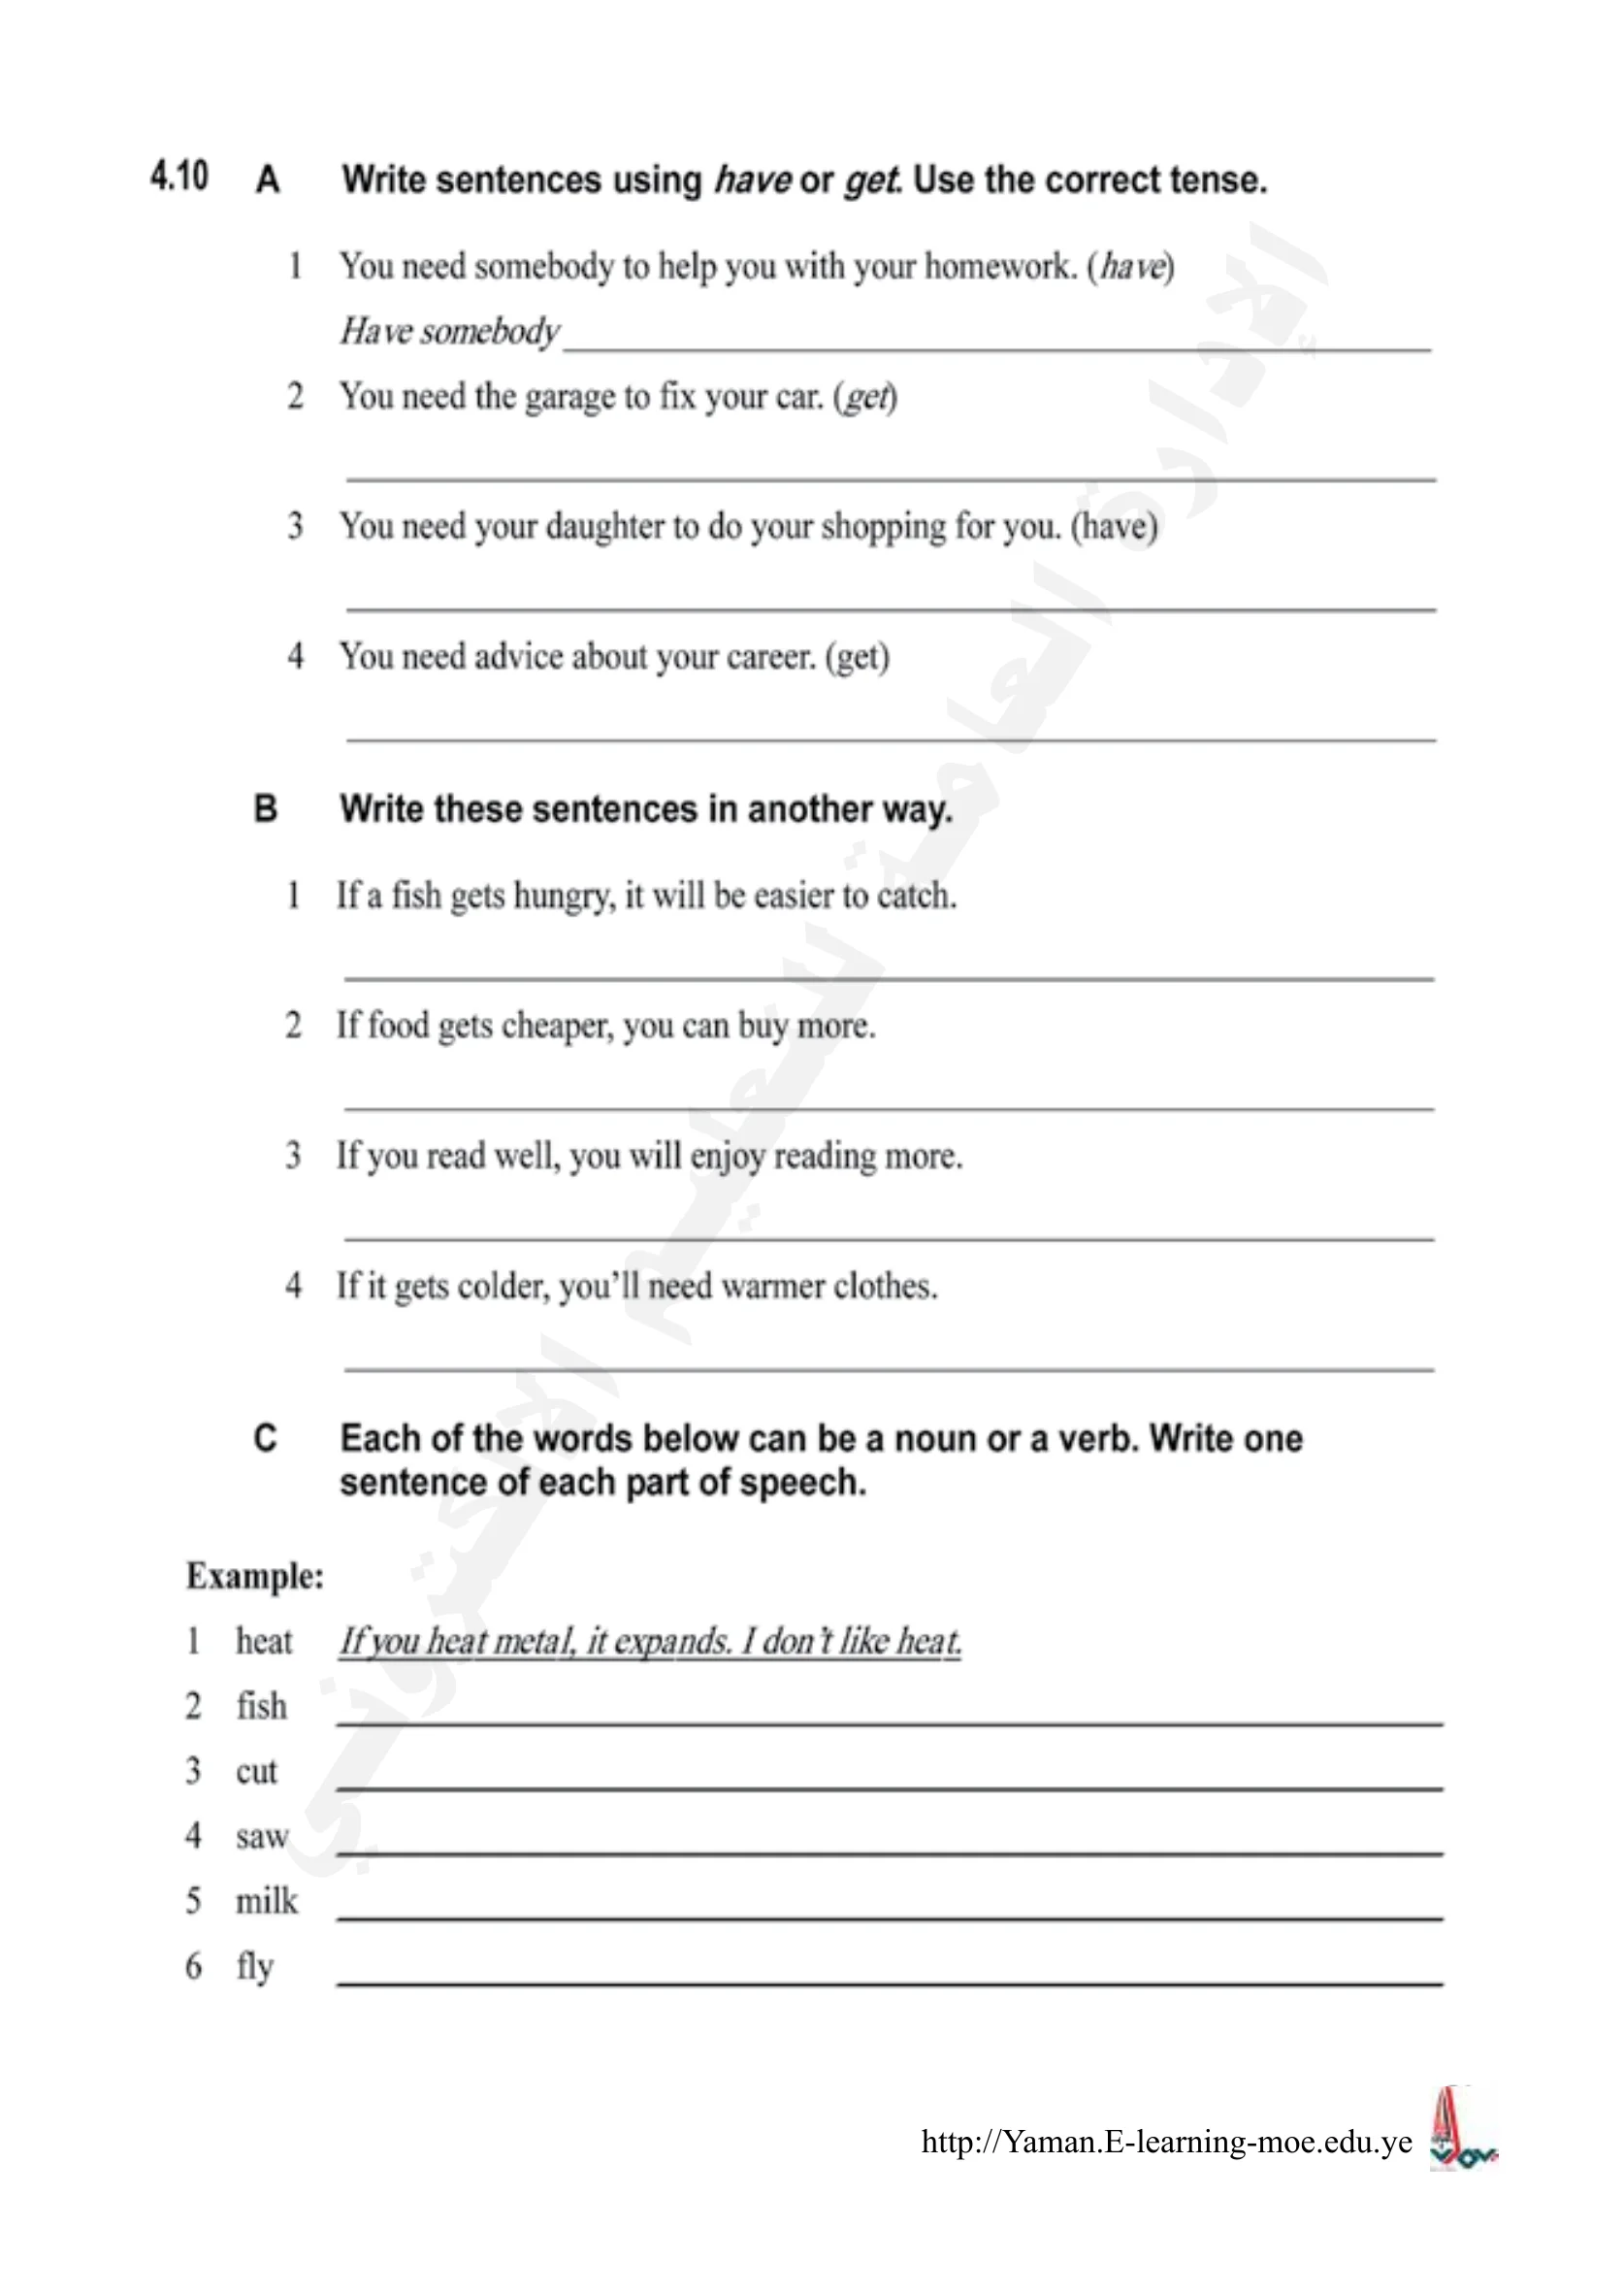 4.10 A Write sentences using have or get. Use the correct tense.
1 You need somebody to help you with your homework. (have)
Have somebody
2 You need the garage to fix your car. (get)
3 You need your daughter to do your shopping for you. (have)
4 You need advice about your career. (get)
B Write these sentences in another way.
1 If a fish gets hungry, it will be easier to catch.
2 If food gets cheaper, you can buy more.
3 If you read well, you will enjoy reading more.
4 If it gets colder, you'll need warmer clothes.
C Each of the words below can be a noun or a verb. Write one
sentence of each part of speech.
Example:
1 heat If you heat metal, it expands. I don't like heat.
2 fish
3 cut
4 saw
5 milk
6 fly
الإدارة العامة للتعليم الإلكتروني
http://Yaman.E-learning-moe.edu.ye